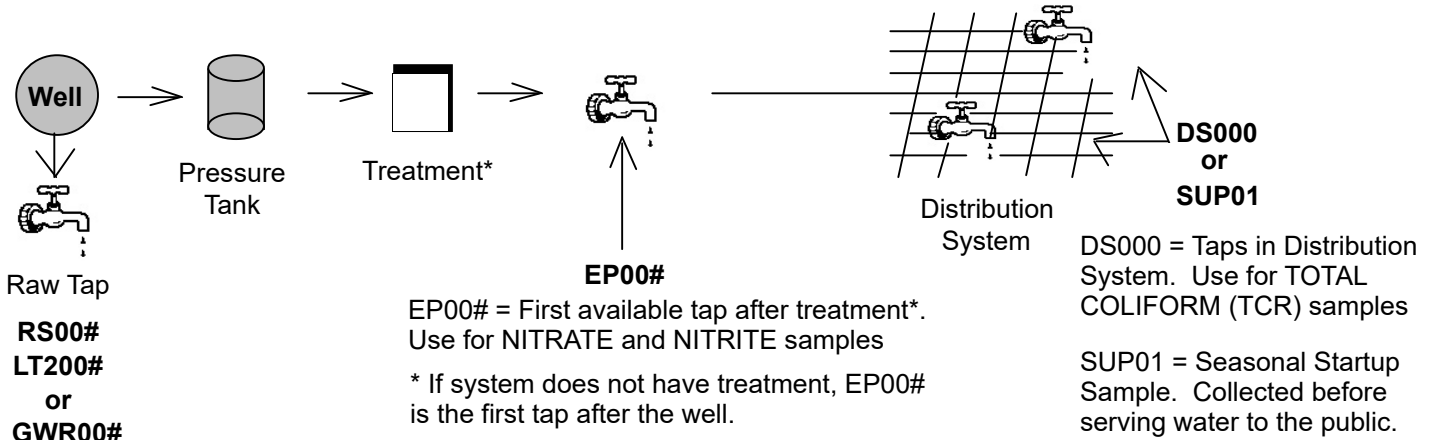 Well
Pressure
Tank
Treatment*
Raw Tap
RS00#
LT200#
or
GWR00#
EP00#
EP00# = First available tap after treatment*.
Use for NITRATE and NITRITE samples
* If system does not have treatment, EP00#
is the first tap after the well.
Distribution
System
DS000
or
SUP01
DS000 = Taps in Distribution
System. Use for TOTAL
COLIFORM (TCR) samples
SUP01 = Seasonal Startup
Sample. Collected before
serving water to the public.